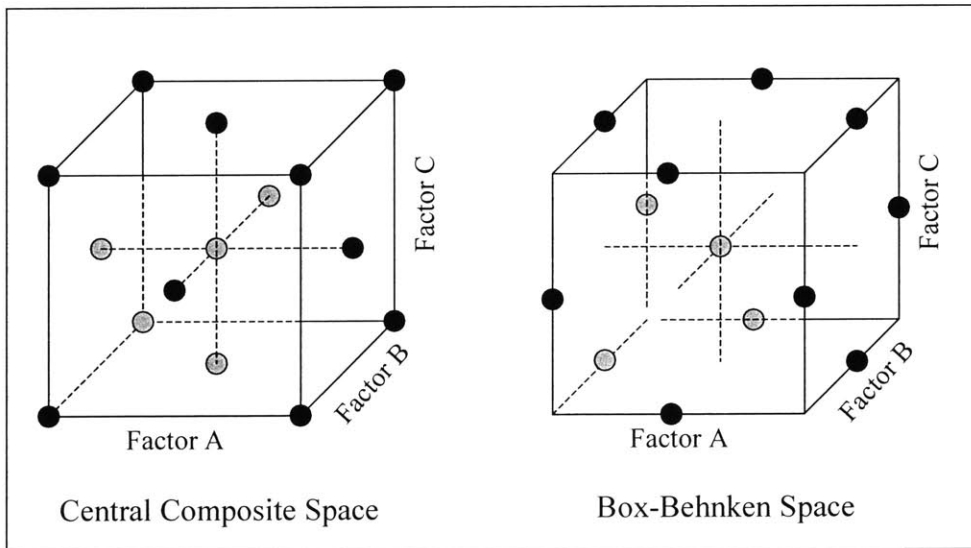 Factor C
Factor B
Factor A
Central Composite Space
Factor C
Factor B
Factor A
Box-Behnken Space